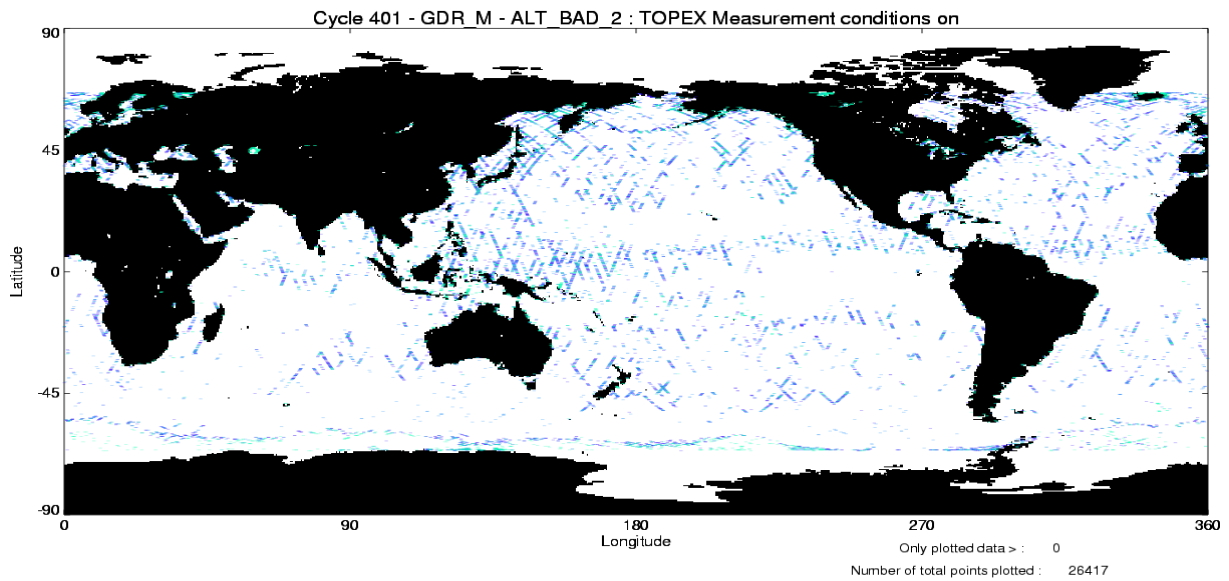 Cycle 401 - GDR_M - ALT_BAD_2 : TOPEX Measurement conditions on
90
45
0
-45
-90
Latitude
0 90 180 270 360
Longitude
Only plotted data > : 0
Number of total points plotted : 26417